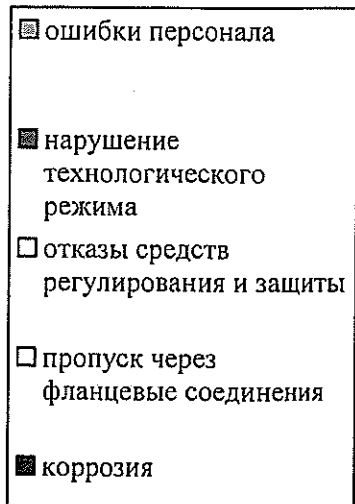 ошибки персонала
нарушение
технологического
режима
отказы средств
регулирования и защиты
пропуск через
фланцевые соединения
коррозия